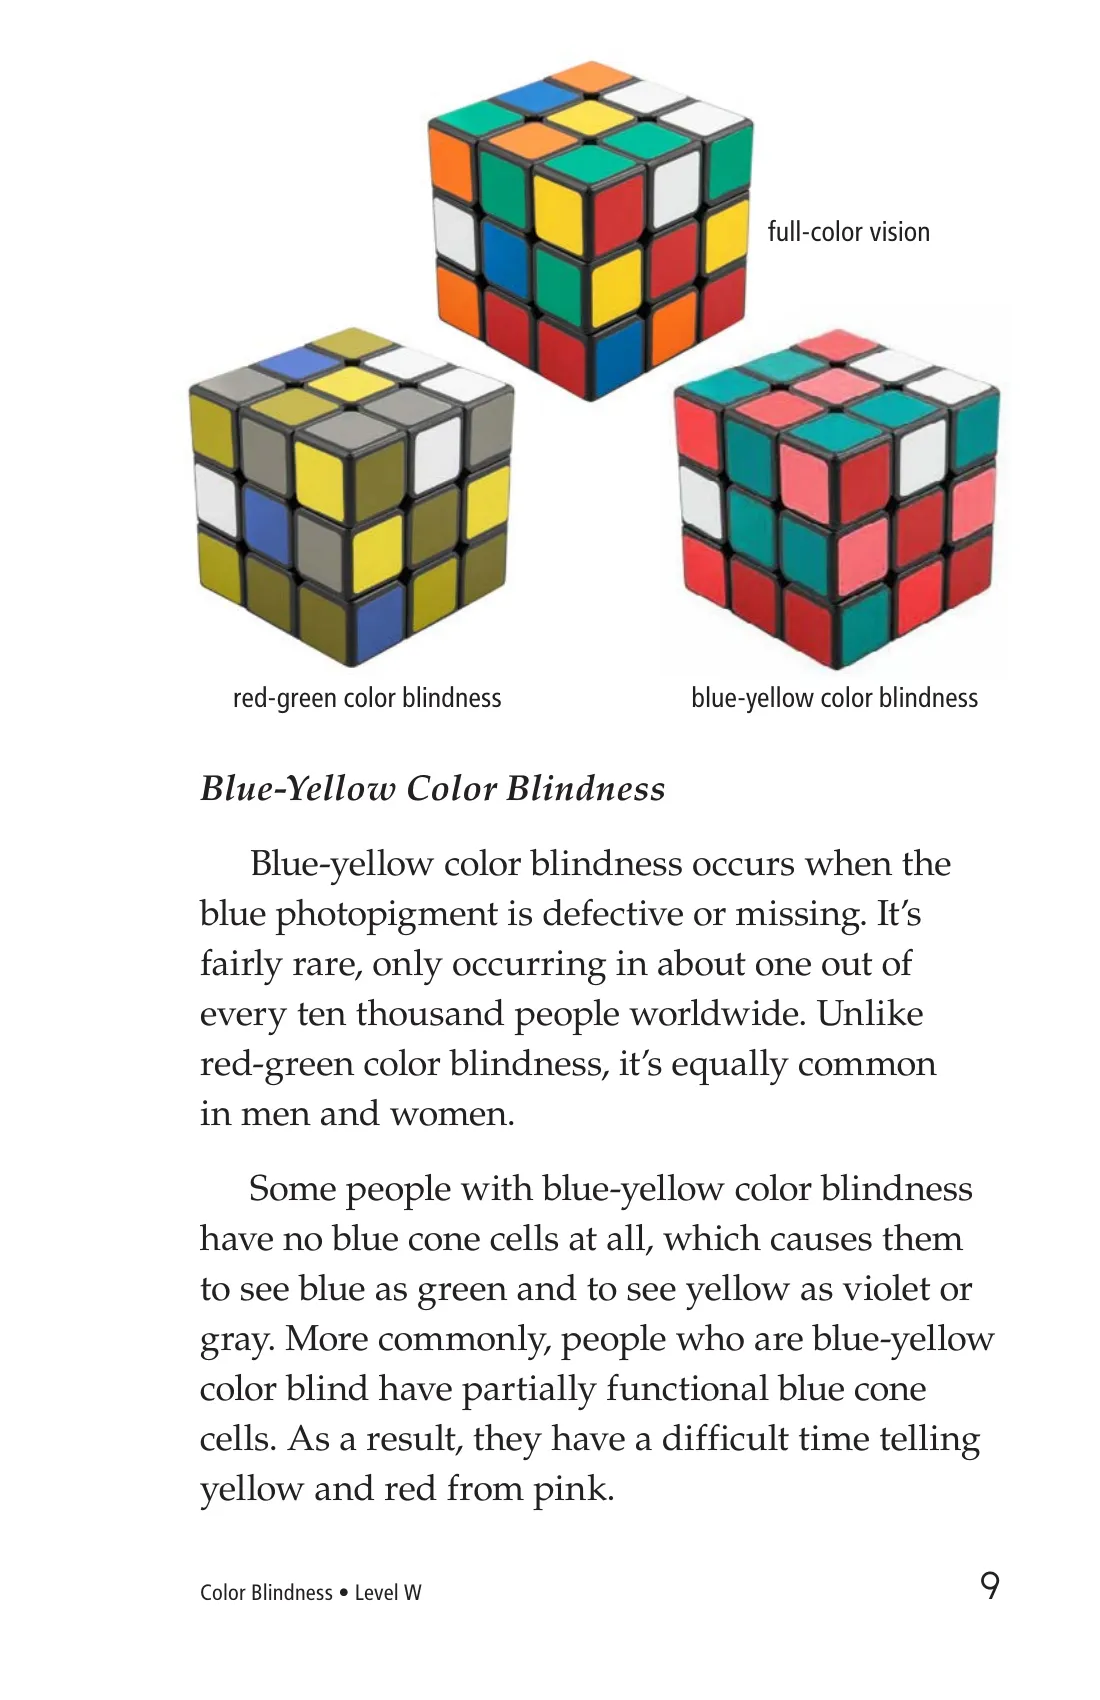 full-color vision
red-green color blindness
blue-yellow color blindness
Blue-Yellow Color Blindness
Blue-yellow color blindness occurs when the
blue photopigment is defective or missing. It’s
fairly rare, only occurring in about one out of
every ten thousand people worldwide. Unlike
red-green color blindness, it’s equally common
in men and women.
Some people with blue-yellow color blindness
have no blue cone cells at all, which causes them
to see blue as green and to see yellow as violet or
gray. More commonly, people who are blue-yellow
color blind have partially functional blue cone
cells. As a result, they have a difficult time telling
yellow and red from pink.
Color Blindness • Level W
9